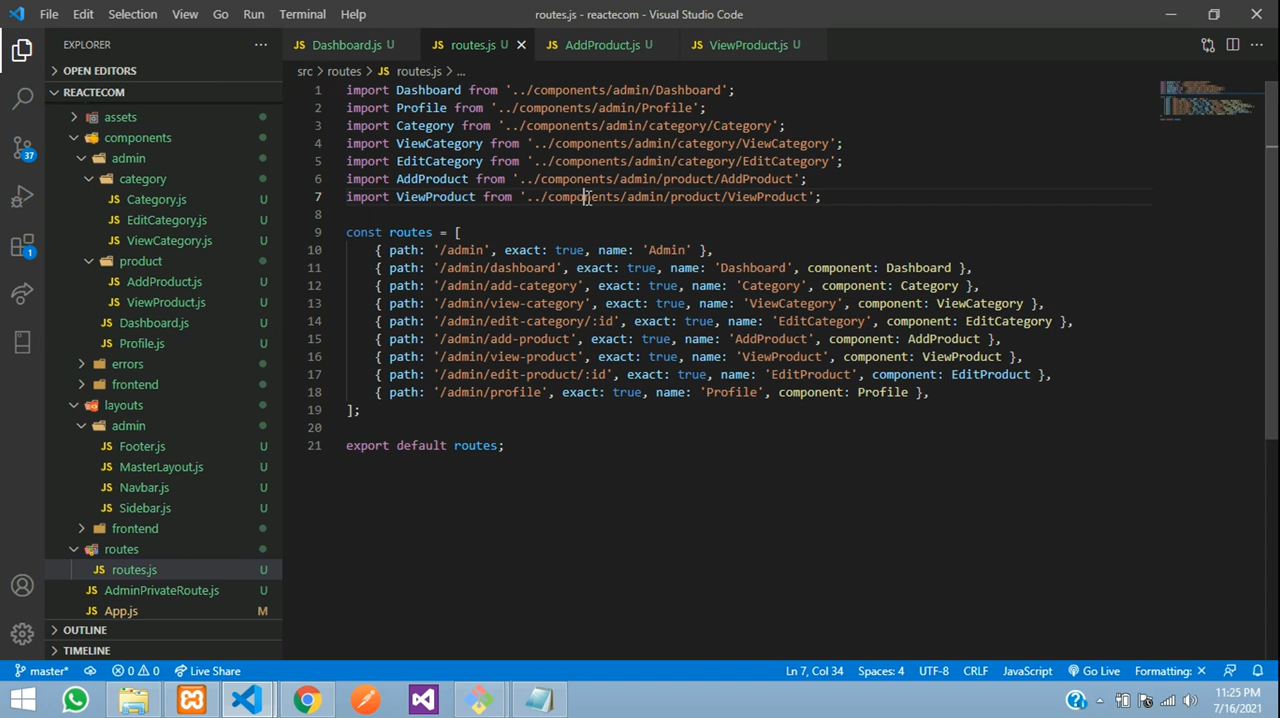 File Edit Selection View Go Run Terminal Help routes.js - reactecom - Visual Studio Code
EXPLORER
OPEN EDITORS
REACTECOM
assets
components
admin
category
Category.js U
EditCategory.js U
ViewCategory.js U
product
AddProduct.js U
ViewProduct.js U
Dashboard.js U
Profile.js U
errors
frontend
layouts
admin
Footer.js U
MasterLayout.js U
Navbar.js U
Sidebar.js U
frontend
routes
routes.js U
AdminPrivateRoute.js U
App.js M
OUTLINE
TIMELINE
37
1
Dashboard.js U routes.js U AddProduct.js U ViewProduct.js U
src > routes > JS routes.js > ...
1 import Dashboard from '../components/admin/Dashboard';
2 import Profile from '../components/admin/Profile';
3 import Category from '../components/admin/category/Category';
4 import ViewCategory from '../components/admin/category/ViewCategory';
5 import EditCategory from '../components/admin/category/EditCategory';
6 import AddProduct from '../components/admin/product/AddProduct';
7 import ViewProduct from '../components/admin/product/ViewProduct';
8
9 const routes = [
10 { path: '/admin', exact: true, name: 'Admin' },
11 { path: '/admin/dashboard', exact: true, name: 'Dashboard', component: Dashboard },
12 { path: '/admin/add-category', exact: true, name: 'Category', component: Category },
13 { path: '/admin/view-category', exact: true, name: 'ViewCategory', component: ViewCategory },
14 { path: '/admin/edit-category/:id', exact: true, name: 'EditCategory', component: EditCategory },
15 { path: '/admin/add-product', exact: true, name: 'AddProduct', component: AddProduct },
16 { path: '/admin/view-product', exact: true, name: 'ViewProduct', component: ViewProduct },
17 { path: '/admin/edit-product/:id', exact: true, name: 'EditProduct', component: EditProduct },
18 { path: '/admin/profile', exact: true, name: 'Profile', component: Profile },
19 ];
20
21 export default routes;
master* 0 0 Live Share Ln 7, Col 34 Spaces: 4 UTF-8 CRLF JavaScript Go Live Formatting: ×
11:25 PM
7/16/2021